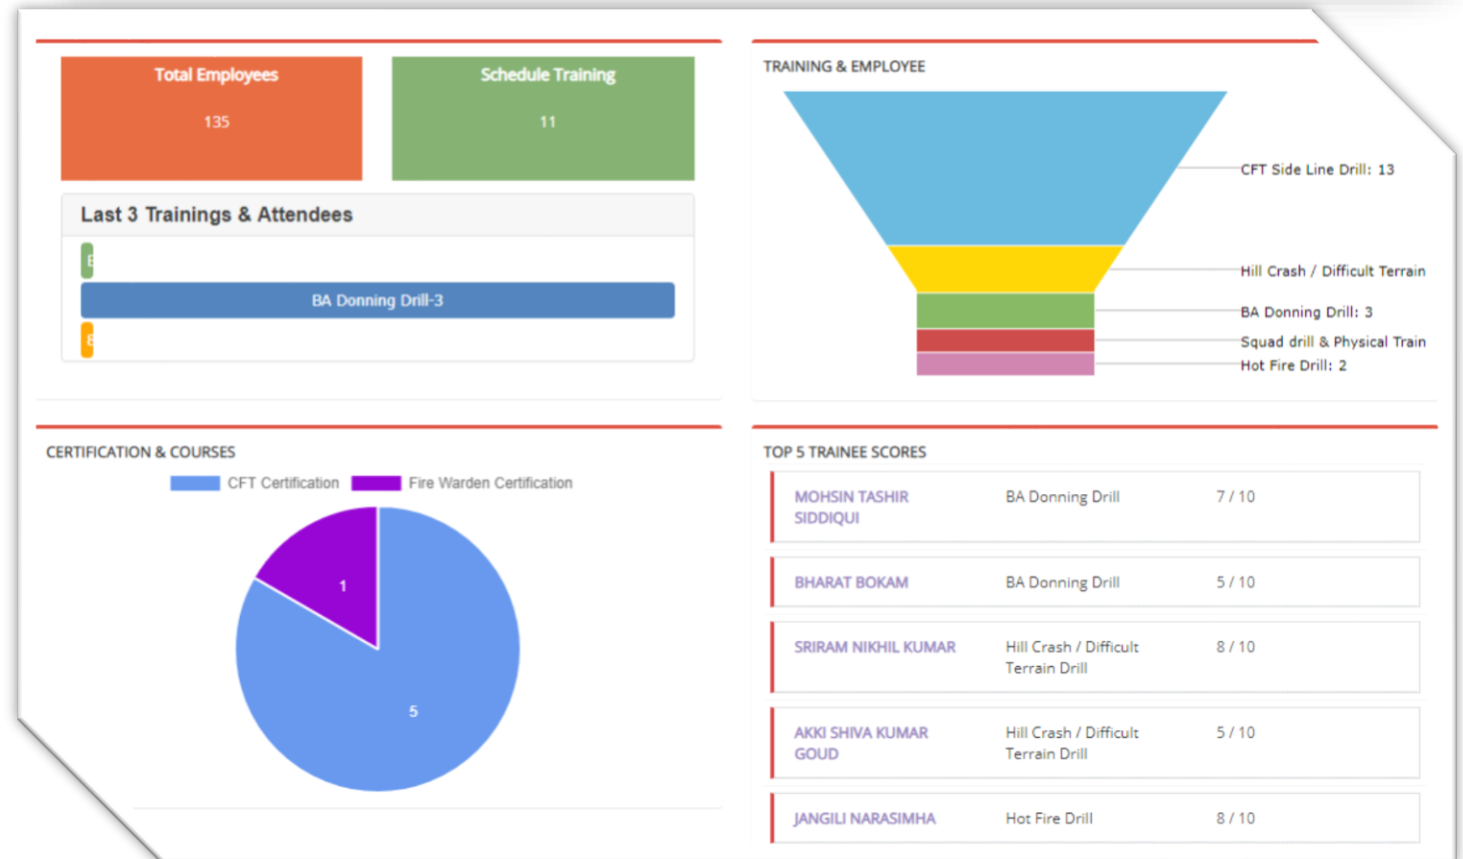 Total Employees
135
Schedule Training
11
Last 3 Trainings & Attendees
BA Donning Drill-3
TRAINING & EMPLOYEE
CFT Side Line Drill: 13
Hill Crash / Difficult Terrain
BA Donning Drill: 3
Squad drill & Physical Train
Hot Fire Drill: 2
CERTIFICATION & COURSES
CFT Certification
Fire Warden Certification
1
5
TOP 5 TRAINEE SCORES
MOHSIN TASHIR BA Donning Drill 7 / 10
SIDDIQUI
BHARAT BOKAM BA Donning Drill 5 / 10
SRIRAM NIKHIL KUMAR Hill Crash / Difficult 8 / 10
Terrain Drill
AKKI SHIVA KUMAR Hill Crash / Difficult 5 / 10
GOUD Terrain Drill
JANGILI NARASIMHA Hot Fire Drill 8 / 10